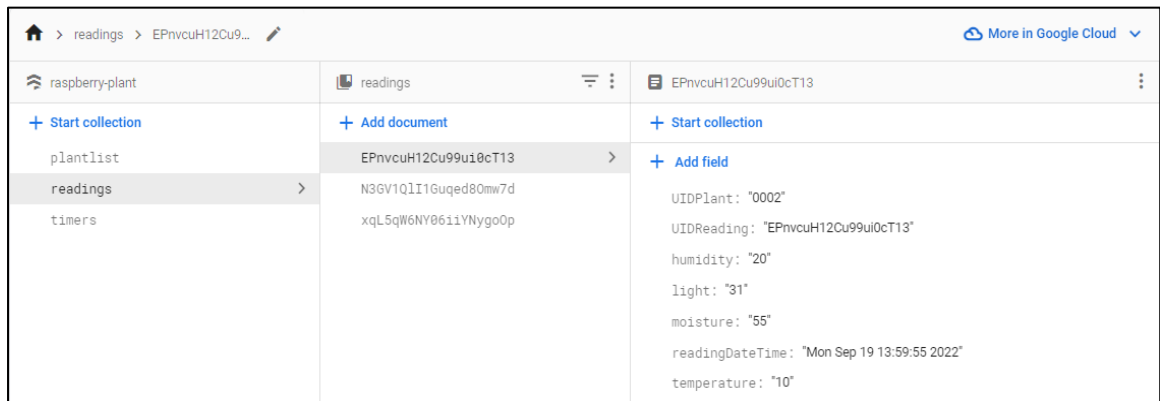 > readings > EPnvcuH12Cu9...
More in Google Cloud
raspberry-plant
+ Start collection
plantlist
readings
timers
readings
+ Add document
EPnvcuH12Cu99ui0cT13
N3GV1QlI1Guqed8Omw7d
xqL5qW6NY06iiYNygoOp
EPnvcuH12Cu99ui0cT13
+ Start collection
+ Add field
UIDPlant: "0002"
UIDReading: "EPnvcuH12Cu99ui0cT13"
humidity: "20"
light: "31"
moisture: "55"
readingDateTime: "Mon Sep 19 13:59:55 2022"
temperature: "10"